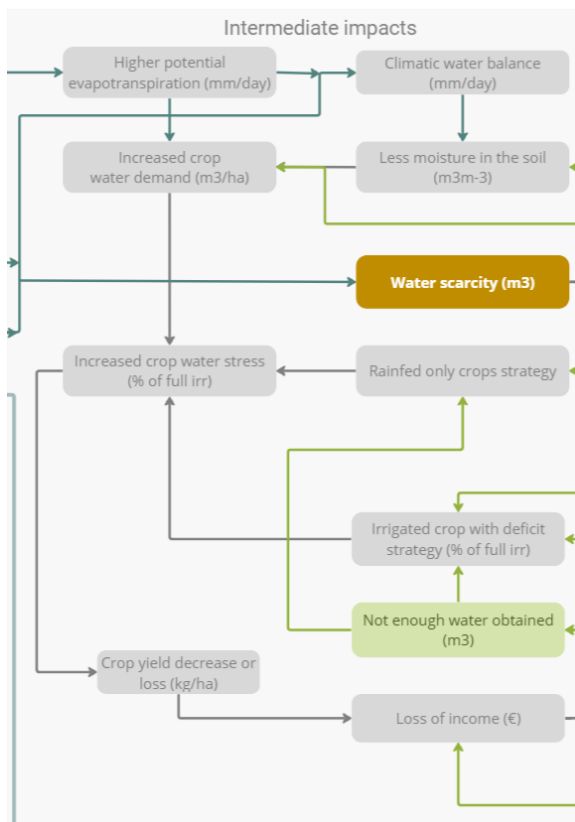 Intermediate impacts
Higher potential
evapotranspiration (mm/day)
Climatic water balance
(mm/day)
Increased crop
water demand (m3/ha)
Less moisture in the soil
(m3m-3)
Water scarcity (m3)
Increased crop water stress
(% of full irr)
Rainfed only crops strategy
Irrigated crop with deficit
strategy (% of full irr)
Not enough water obtained
(m3)
Crop yield decrease or
loss (kg/ha)
Loss of income (€)